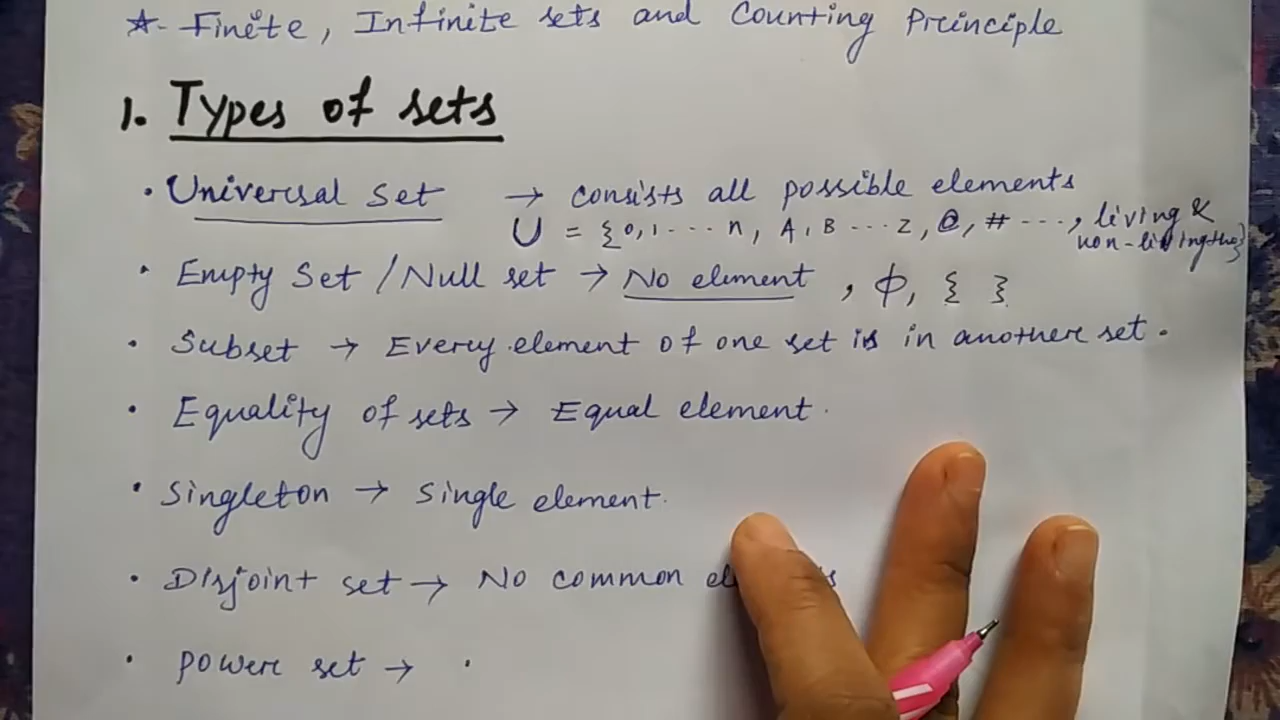 ☆- Finite, Infinite sets and Counting Principle
1. Types of sets
• Universal Set → consists all possible elements
U = {0, 1 .... n, A, B ... Z, @, # ...., living &
non-living
• Empty Set / Null set → No element, φ, { }
• Subset → Every element of one set is in another set.
• Equality of sets → Equal element.
• Singleton → Single element.
• Disjoint set → No common
• Power set → .